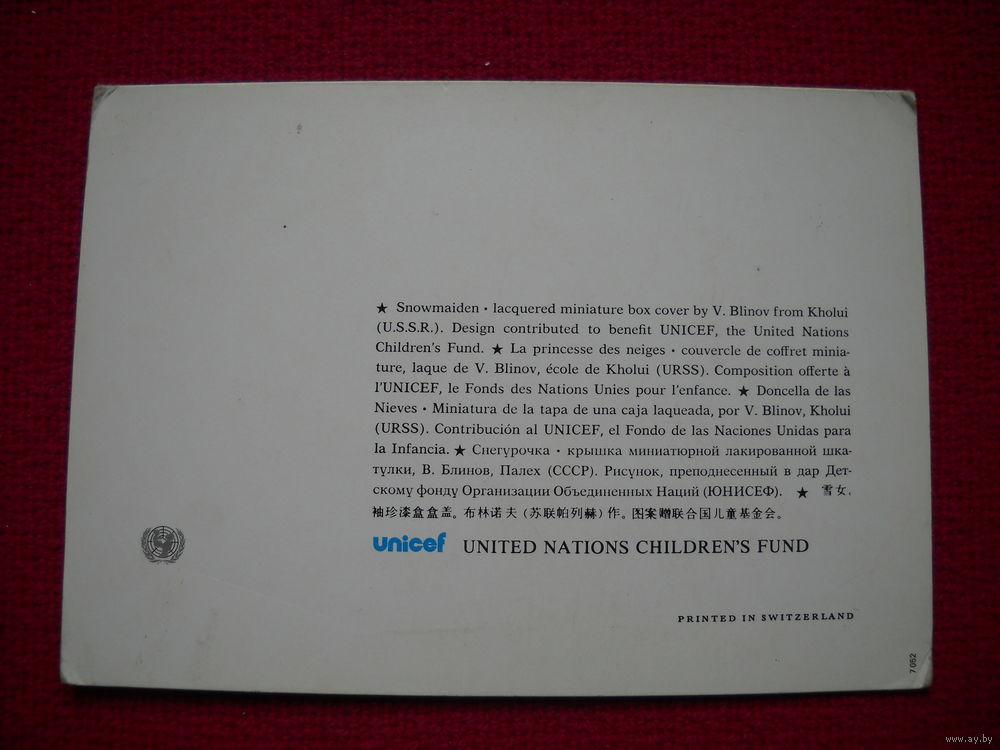 ★ Snowmaiden · lacquered miniature box cover by V. Blinov from Kholui
(U.S.S.R.). Design contributed to benefit UNICEF, the United Nations
Children's Fund. ★ La princesse des neiges · couvercle de coffret minia-
ture, laque de V. Blinov, école de Kholui (URSS). Composition offerte à
l'UNICEF, le Fonds des Nations Unies pour l'enfance. ★ Doncella de las
Nieves · Miniatura de la tapa de una caja laqueada, por V. Blinov, Kholui
(URSS). Contribución al UNICEF, el Fondo de las Naciones Unidas para
la Infancia. ★ Снегурочка · крышка миниатюрной лакированной шка-
тулки, В. Блинов, Палех (СССР). Рисунок, преподнесенный в дар Дет-
скому фонду Организации Объединенных Наций (ЮНИСЕФ). ★ 雪女,
袖珍漆盒盒盖。布林诺夫(苏联帕列赫)作。图案赠联合国儿童基金会。
unicef UNITED NATIONS CHILDREN'S FUND
PRINTED IN SWITZERLAND
7052
www.ay.by